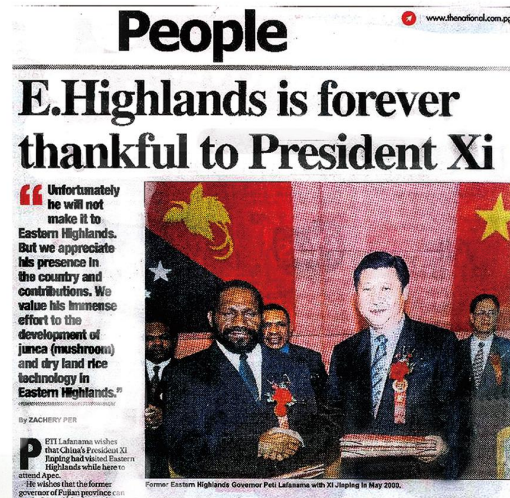 People
www.thenational.com.pg
E.Highlands is forever
thankful to President Xi
“ Unfortunately
he will not
make it to
Eastern Highlands.
But we appreciate
his presence in
the country and
contributions. We
value his immense
effort to the
development of
junca (mushroom)
and dry land rice
technology in
Eastern Highlands.”
By ZACHERY PER
PETI Lafanama wishes
that China's President Xi
Jinping had visited Eastern
Highlands while here to
attend Apec.
He wishes that the former
governor of Fujian province can
Former Eastern Highlands Governor Peti Lafanama with Xi Jinping in May 2000.